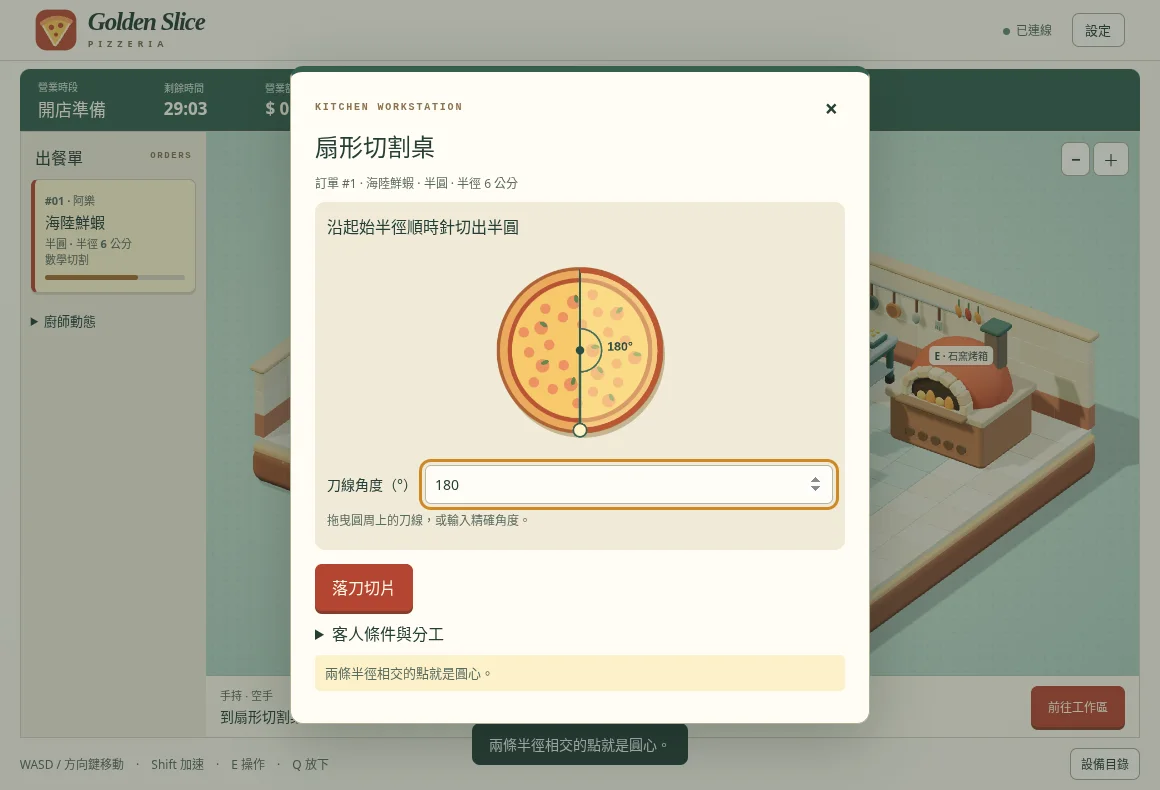 Golden Slice
PIZZERIA
已連線
設定
營業時段
開店準備
剩餘時間
29:03
$ 0
出餐單
ORDERS
#01 · 阿樂
海陸鮮蝦
半圓 · 半徑 6 公分
數學切割
廚師動態
KITCHEN WORKSTATION
×
扇形切割桌
訂單 #1 · 海陸鮮蝦 · 半圓 · 半徑 6 公分
沿起始半徑順時針切出半圓
180°
刀線角度（°）
180
拖曳圓周上的刀線，或輸入精確角度。
落刀切片
客人條件與分工
兩條半徑相交的點就是圓心。
− +
E · 石窯烤箱
手持 · 空手
到扇形切割
前往工作區
兩條半徑相交的點就是圓心。
WASD / 方向鍵移動 · Shift 加速 · E 操作 · Q 放下
設備目錄